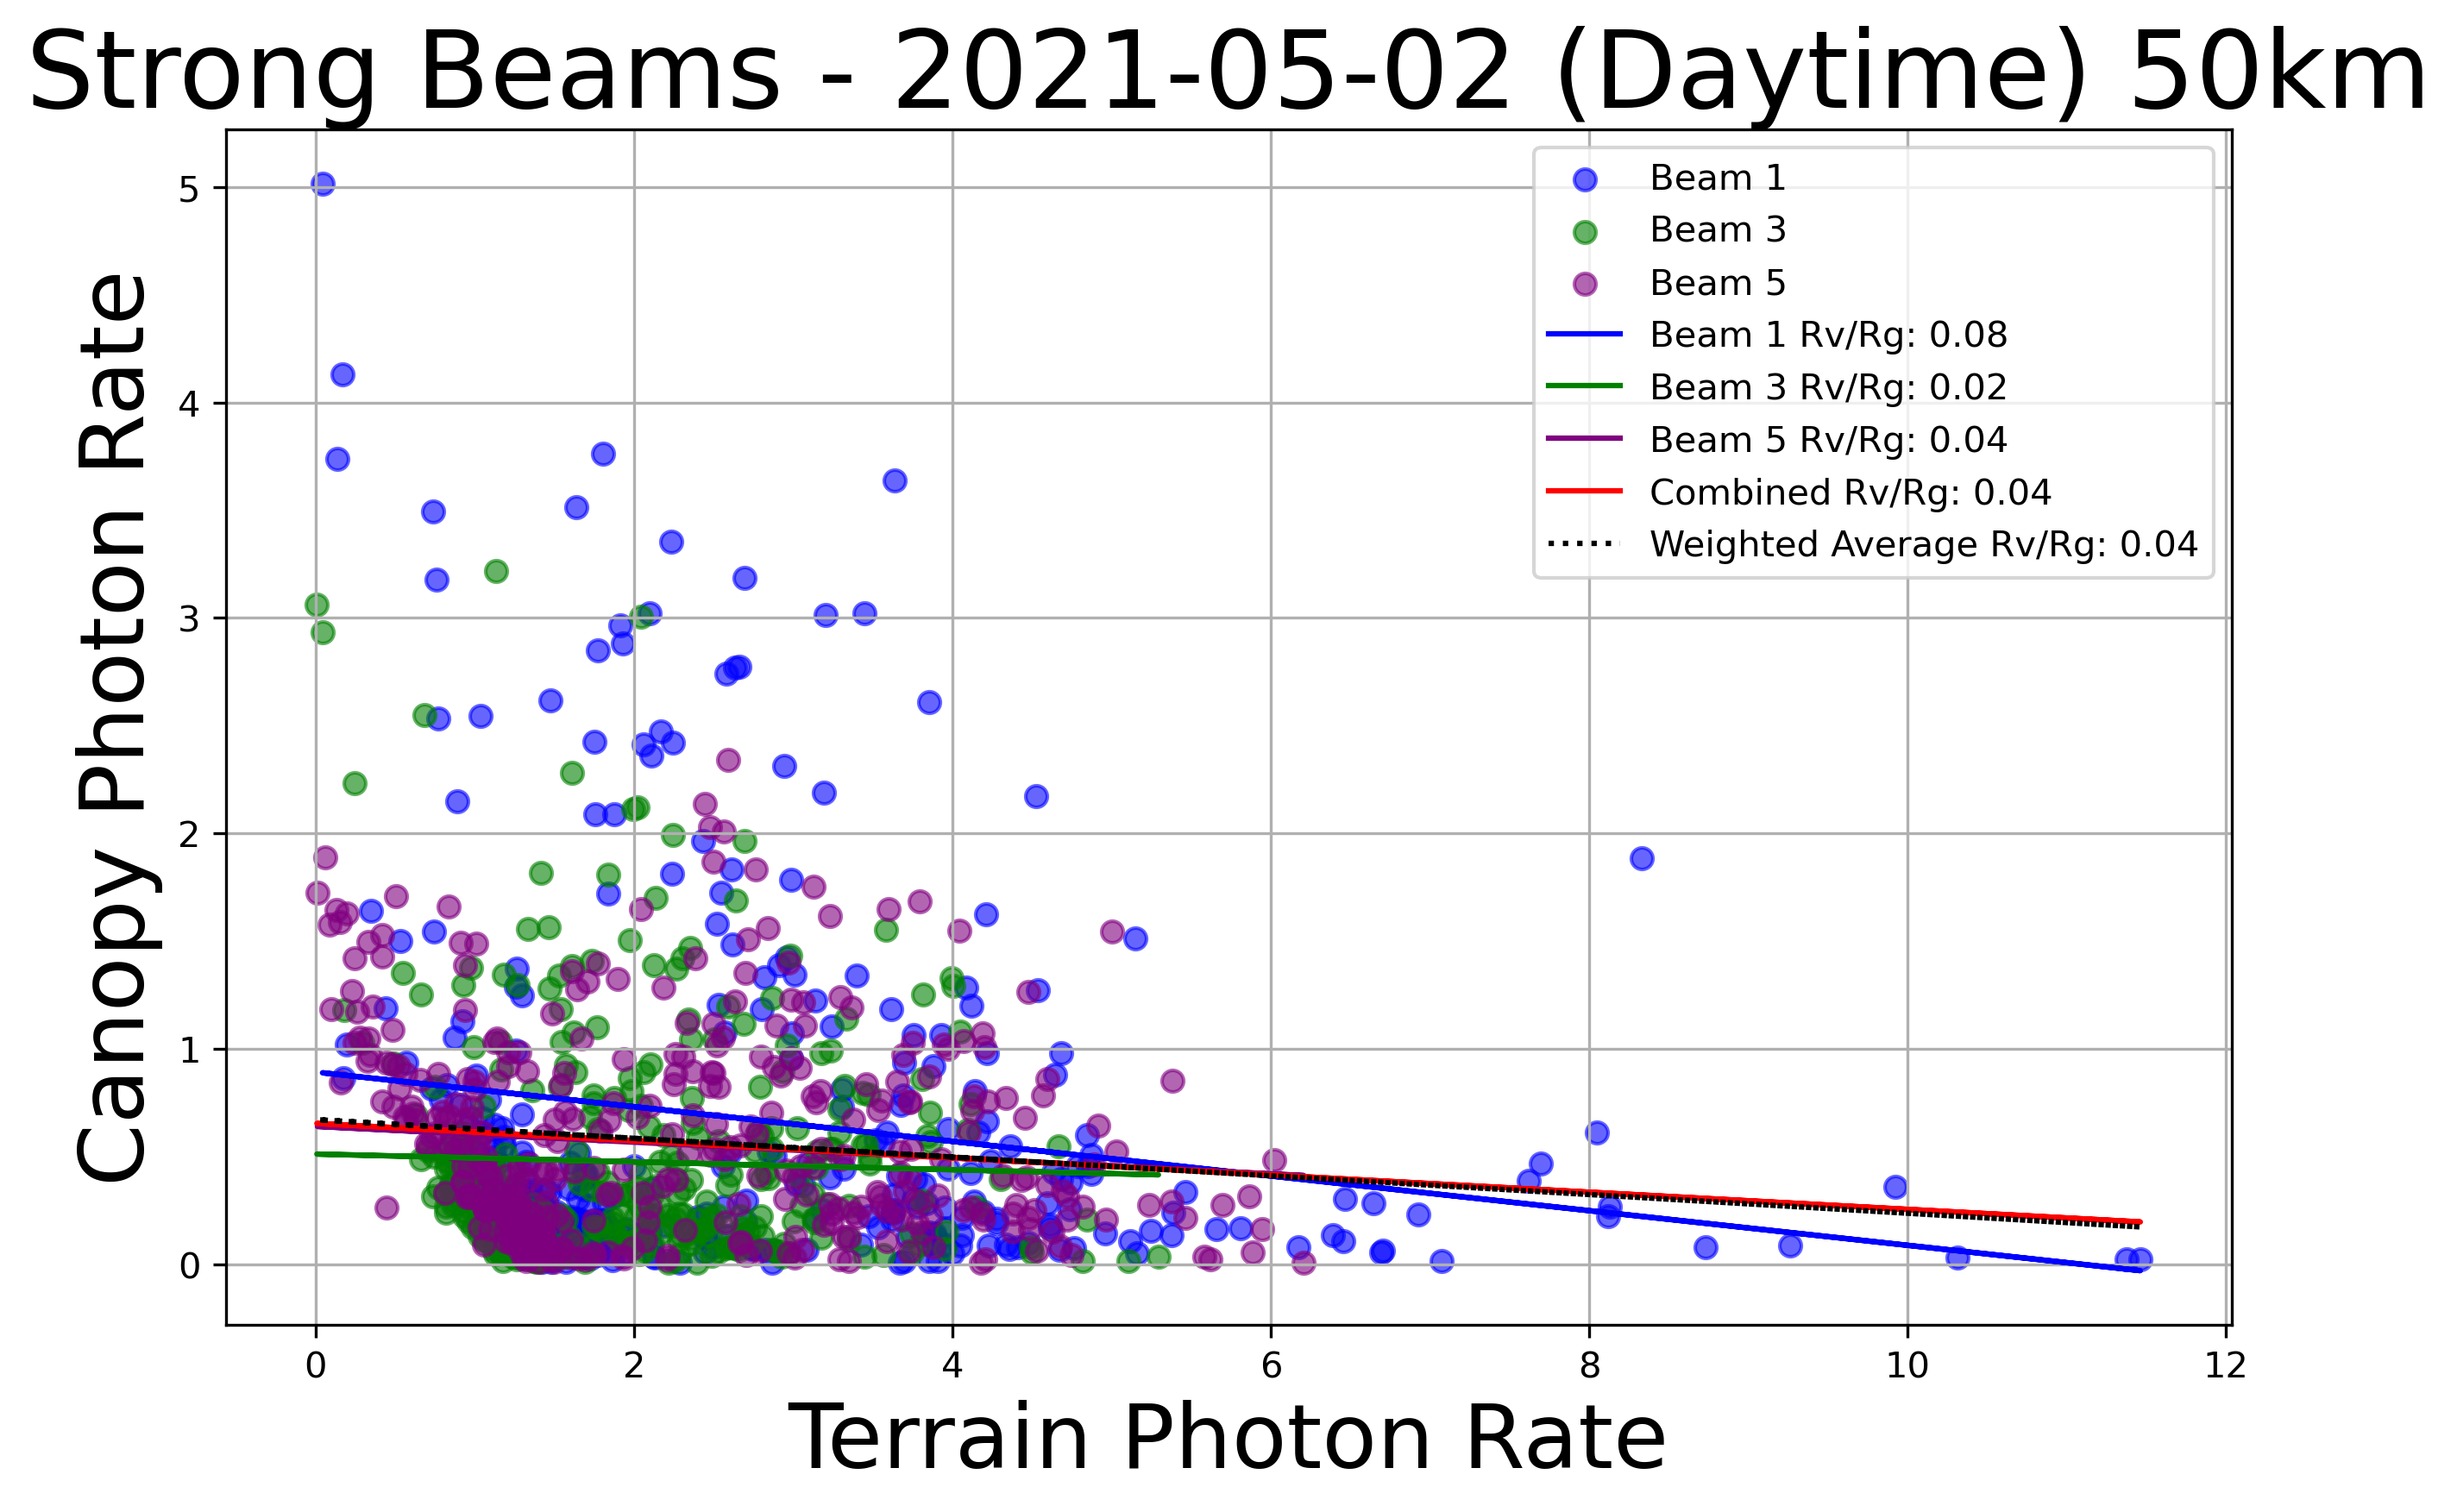 Strong Beams - 2021-05-02 (Daytime) 50km
Canopy Photon Rate
5
4
3
2
1
0
Beam 1
Beam 3
Beam 5
Beam 1 Rv/Rg: 0.08
Beam 3 Rv/Rg: 0.02
Beam 5 Rv/Rg: 0.04
Combined Rv/Rg: 0.04
Weighted Average Rv/Rg: 0.04
0 2 4 6 8 10 12
Terrain Photon Rate